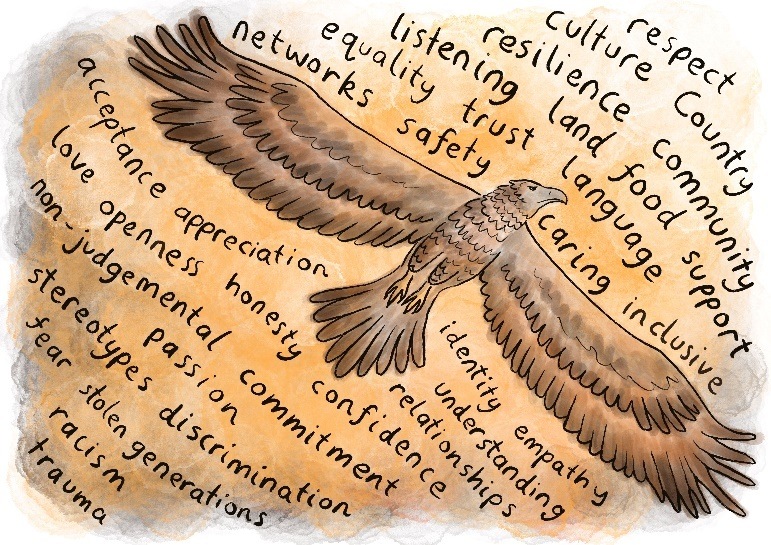 respect
culture Country
resilience community
listening land food support
equality trust language
networks safety caring inclusive
acceptance appreciation
love openness honesty
non-judgemental commitment confidence
stereotypes passion
fear discrimination
stolen generations
racism
trauma
identity empathy
understanding
relationships